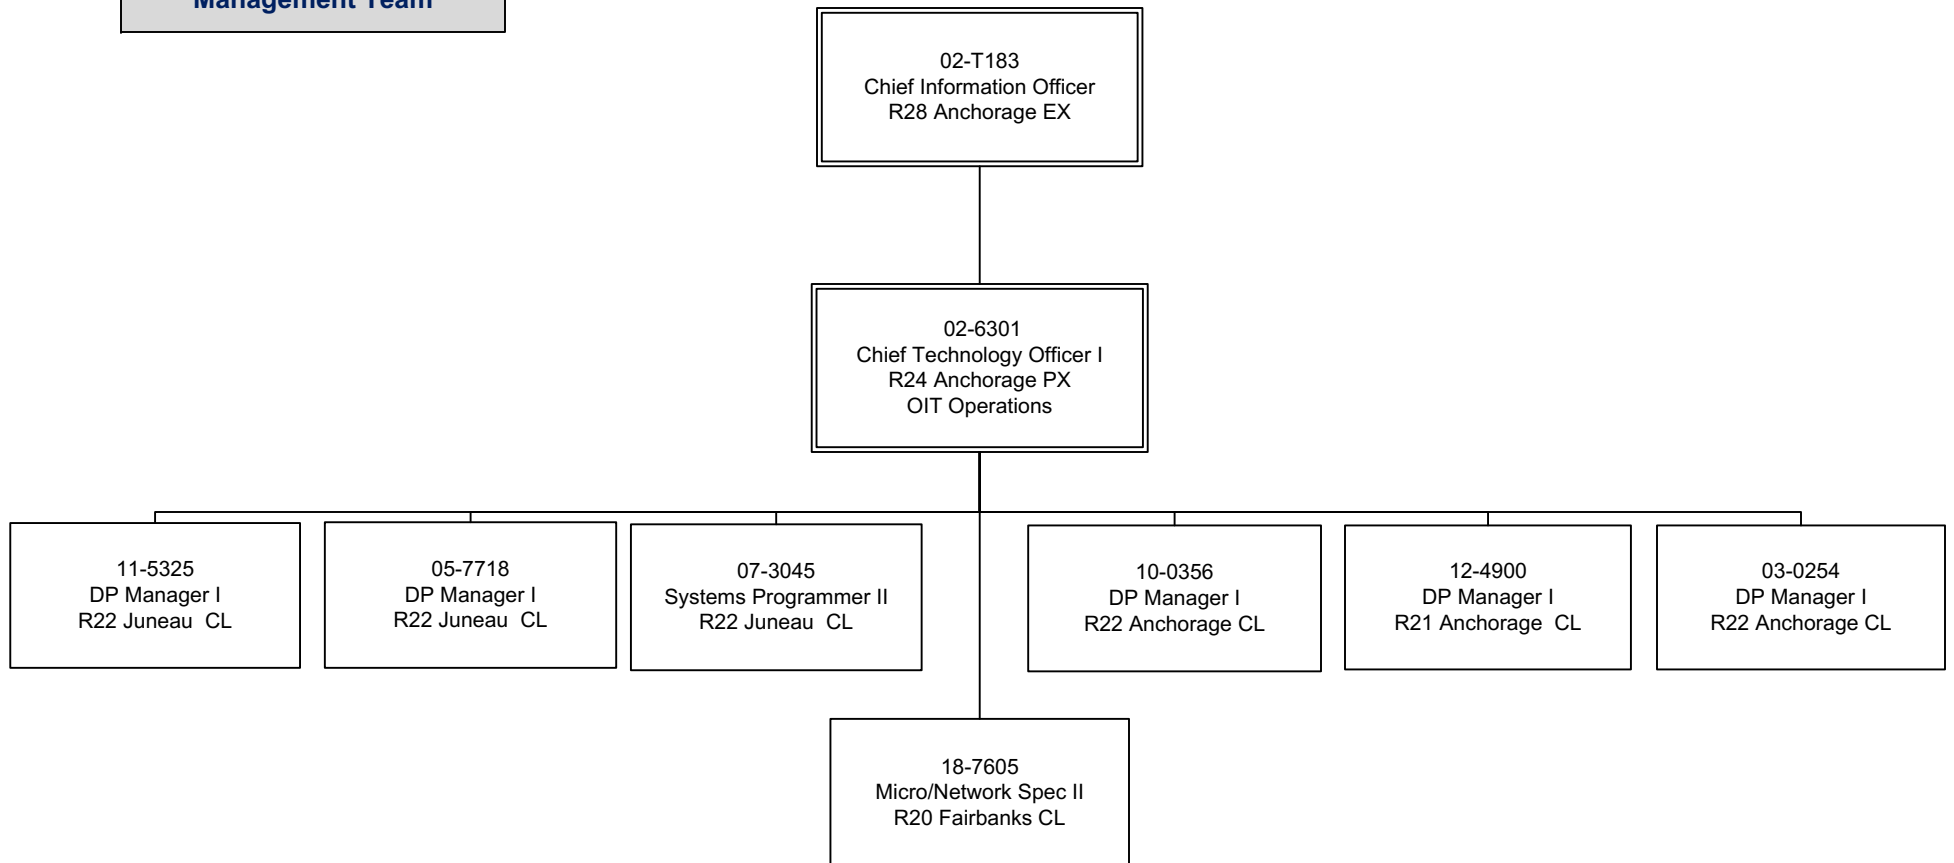 Management Team
02-T183
Chief Information Officer
R28 Anchorage EX
02-6301
Chief Technology Officer I
R24 Anchorage PX
OIT Operations
11-5325
DP Manager I
R22 Juneau  CL
05-7718
DP Manager I
R22 Juneau  CL
07-3045
Systems Programmer II
R22 Juneau  CL
10-0356
DP Manager I
R22 Anchorage CL
12-4900
DP Manager I
R21 Anchorage  CL
03-0254
DP Manager I
R22 Anchorage CL
18-7605
Micro/Network Spec II
R20 Fairbanks CL